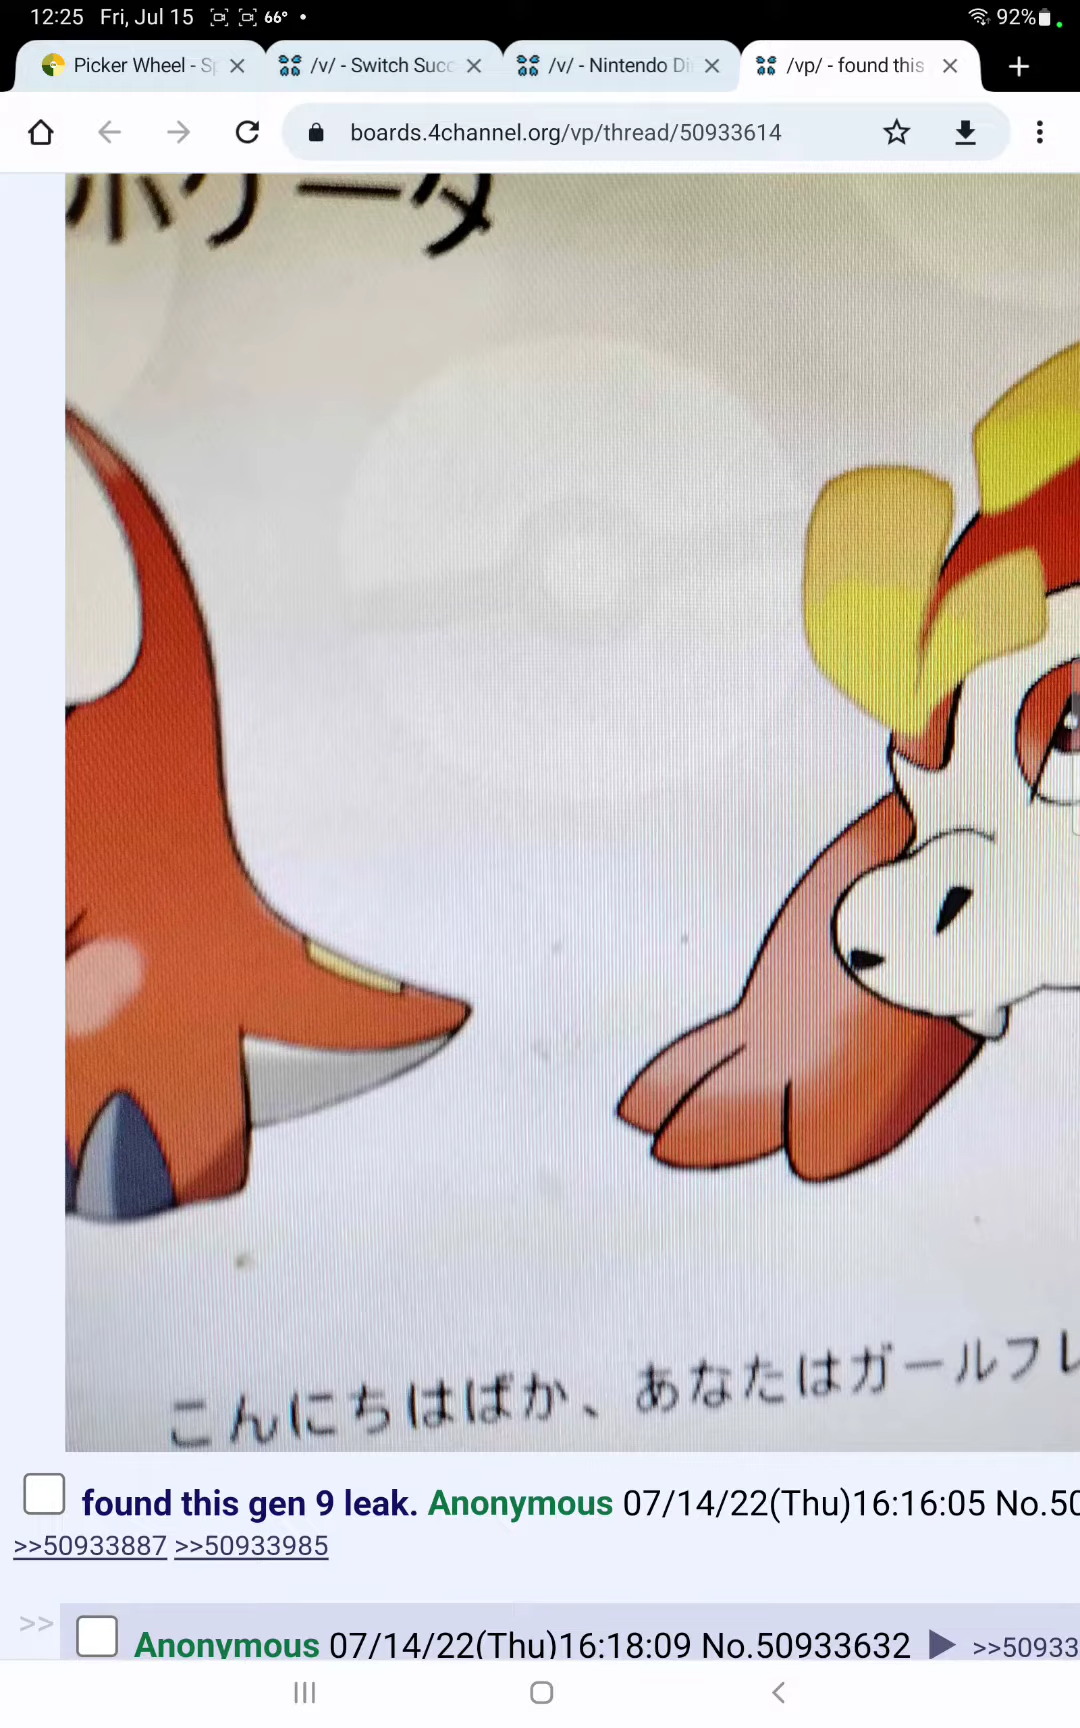 12:25 Fri, Jul 15 66° • 92%
Picker Wheel - Sp
/v/ - Switch Succ
/v/ - Nintendo Di
/vp/ - found this
boards.4channel.org/vp/thread/50933614
ホゲータ
こんにちはばか、あなたはガールフレ
found this gen 9 leak. Anonymous 07/14/22(Thu)16:16:05 No.50
>>50933887 >>50933985
>> Anonymous 07/14/22(Thu)16:18:09 No.50933632 ▶ >>50933